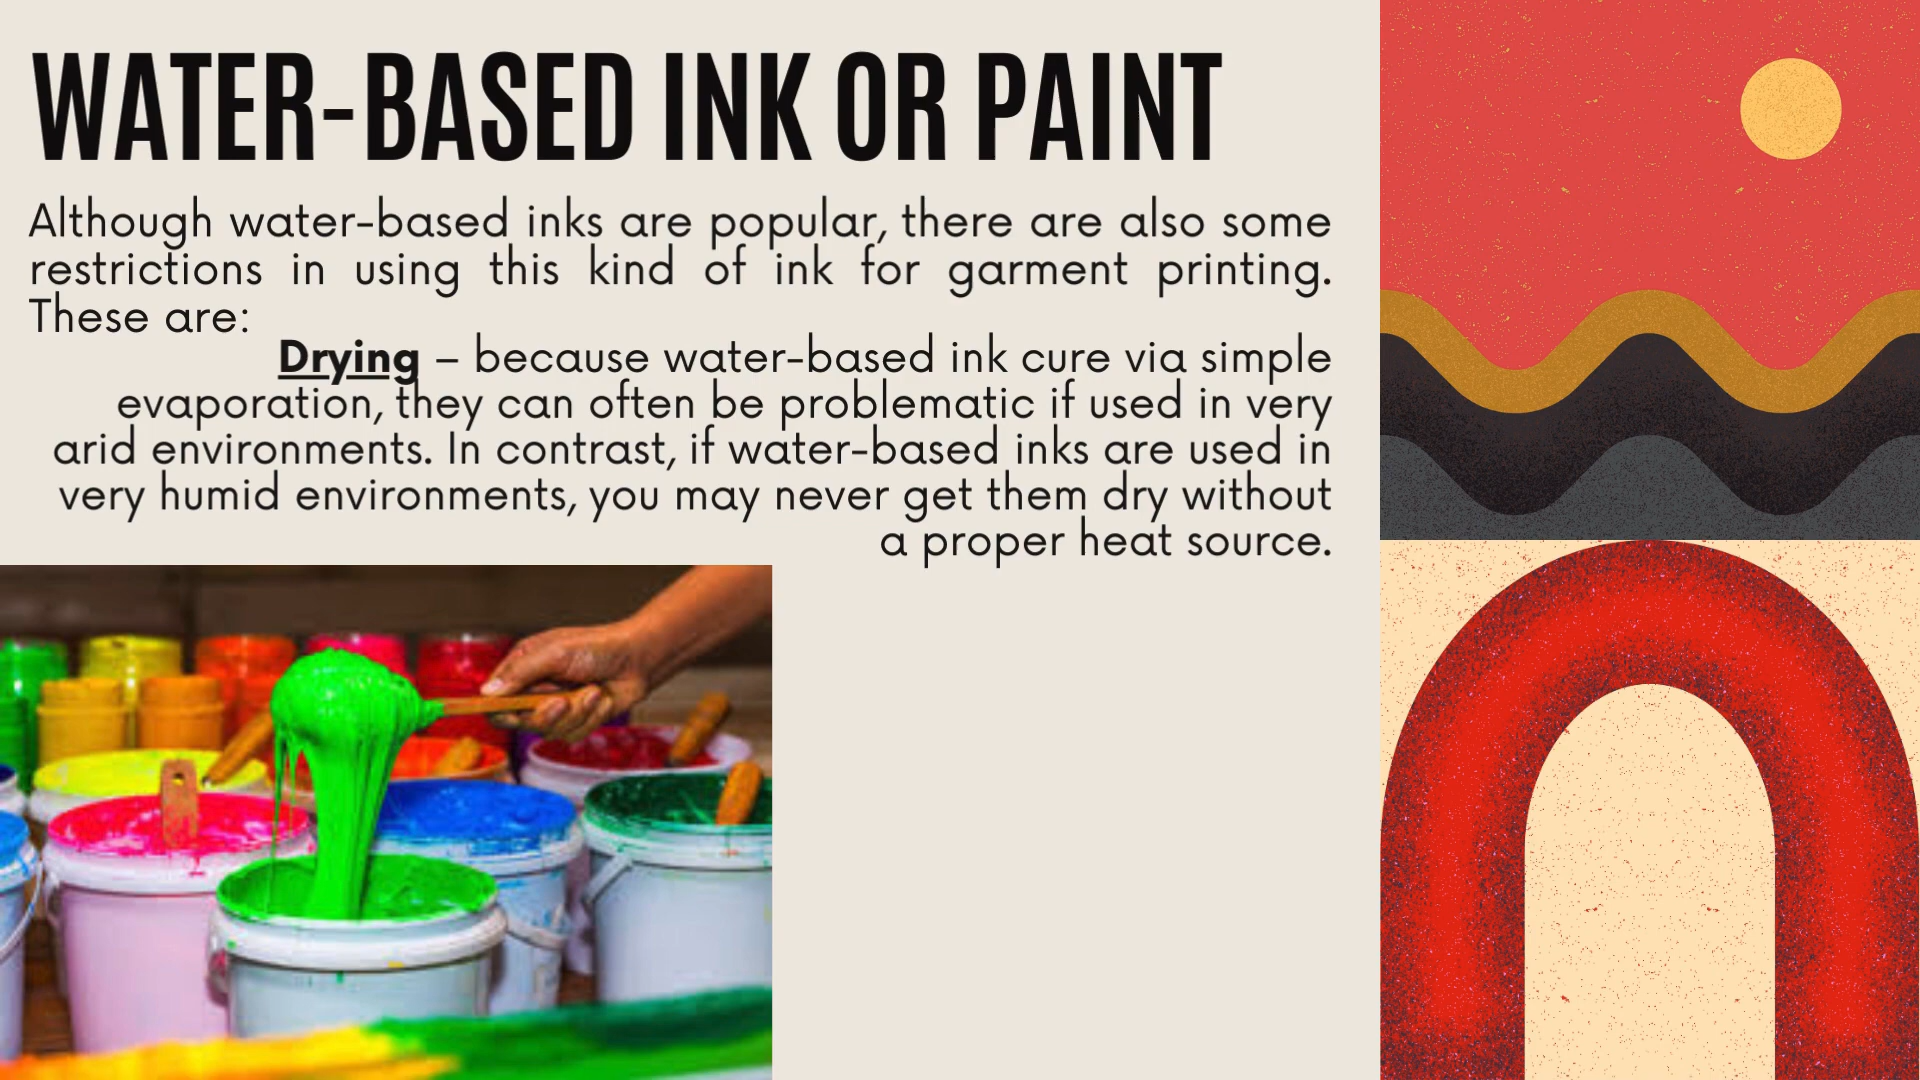 WATER-BASED INK OR PAINT
Although water-based inks are popular, there are also some
restrictions in using this kind of ink for garment printing.
These are:
Drying – because water-based ink cure via simple
evaporation, they can often be problematic if used in very
arid environments. In contrast, if water-based inks are used in
very humid environments, you may never get them dry without
a proper heat source.